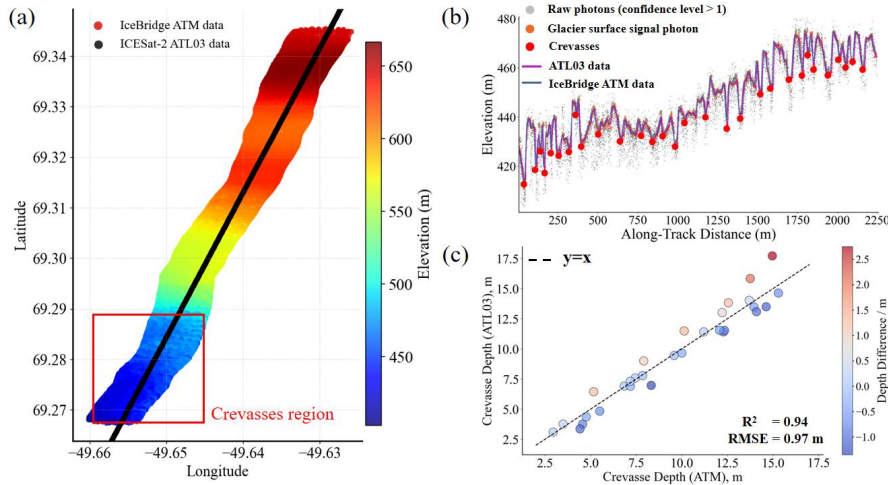 (a)
IceBridge ATM data
ICESat-2 ATL03 data
69.34
69.33
69.32
69.31
69.30
69.29
69.28
69.27
Latitude
Crevasses region
−49.66
−49.65
−49.64
−49.63
Longitude
650
600
550
500
450
Elevation (m)
(b)
Raw photons (confidence level > 1)
Glacier surface signal photon
Crevasses
ATL03 data
IceBridge ATM data
480
460
440
420
Elevation (m)
250
500
750
1000
1250
1500
1750
2000
2250
Along-Track Distance (m)
(c)
y=x
17.5
15.0
12.5
10.0
7.5
5.0
2.5
Crevasse Depth (ATL03), m
R² = 0.94
RMSE = 0.97 m
2.5
5.0
7.5
10.0
12.5
15.0
17.5
Crevasse Depth (ATM), m
2.5
2.0
1.5
1.0
0.5
0.0
−0.5
−1.0
Depth Difference / m